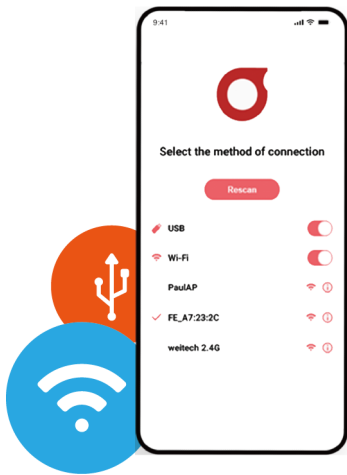 9:41
Select the method of connection
Rescan
USB
Wi-Fi
PaulAP
FE_A7:23:2C
weitech 2.4G